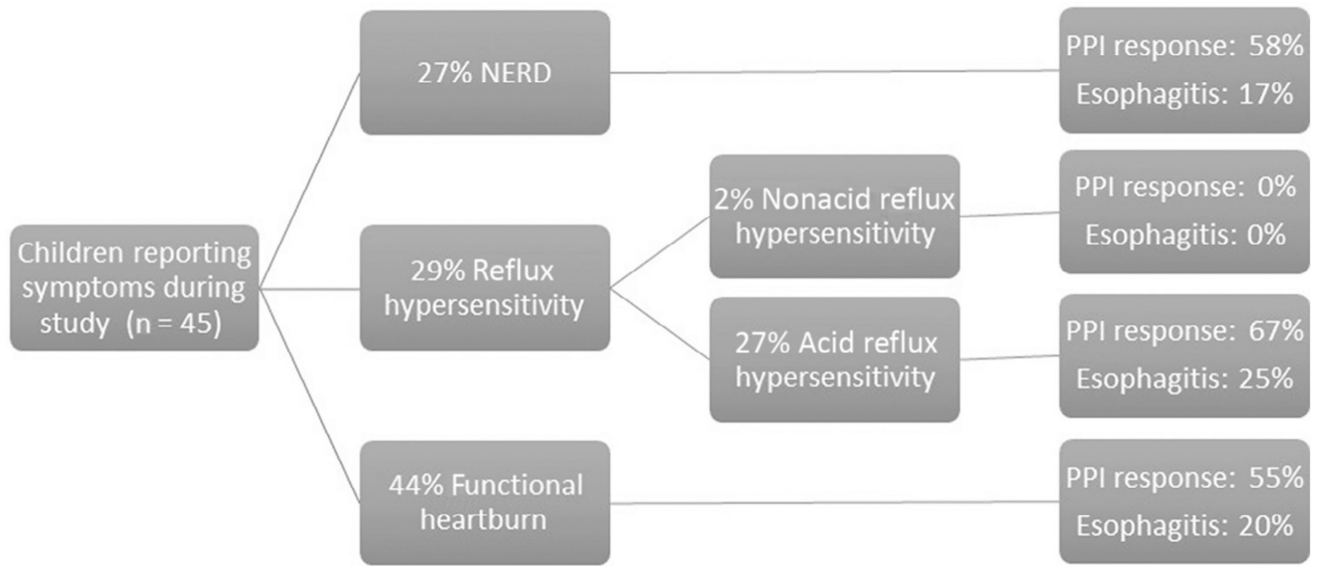 Children reporting
symptoms during
study (n = 45)
27% NERD
PPI response: 58%
Esophagitis: 17%
29% Reflux
hypersensitivity
2% Nonacid reflux
hypersensitivity
PPI response: 0%
Esophagitis: 0%
27% Acid reflux
hypersensitivity
PPI response: 67%
Esophagitis: 25%
44% Functional
heartburn
PPI response: 55%
Esophagitis: 20%